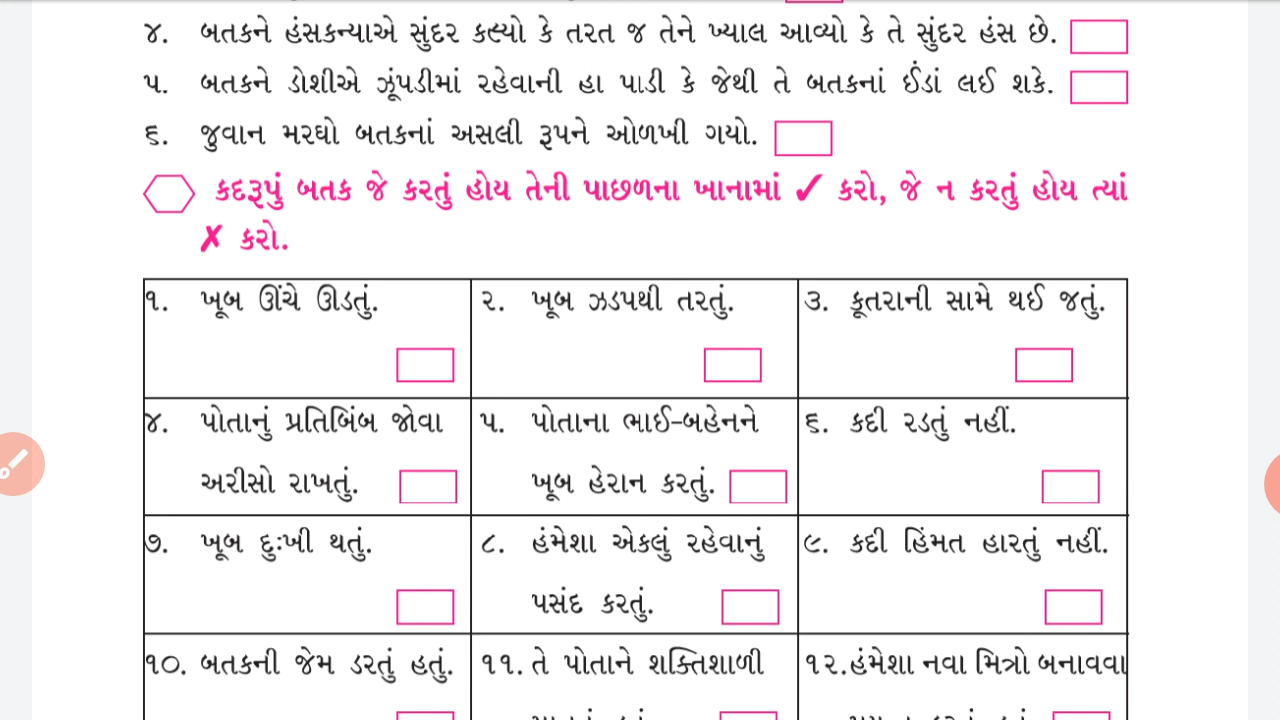 ૪. બતકને હંસકન્યાએ સુંદર કહ્યો કે તરત જ તેને ખ્યાલ આવ્યો કે તે સુંદર હંસ છે.
૫. બતકને ડોશીએ ઝૂંપડીમાં રહેવાની હા પાડી કે જેથી તે બતકનાં ઈંડાં લઈ શકે.
૬. જુવાન મરઘો બતકનાં અસલી રૂપને ઓળખી ગયો.
કદરૂપું બતક જે કરતું હોય તેની પાછળના ખાનામાં ✓ કરો, જે ન કરતું હોય ત્યાં
✗ કરો.
૧. ખૂબ ઊંચે ઊડતું.
૨. ખૂબ ઝડપથી તરતું.
૩. કૂતરાની સામે થઈ જતું.
૪. પોતાનું પ્રતિબિંબ જોવા
અરીસો રાખતું.
૫. પોતાના ભાઈ-બહેનને
ખૂબ હેરાન કરતું.
૬. કદી રડતું નહીં.
૭. ખૂબ દુઃખી થતું.
૮. હંમેશા એકલું રહેવાનું
પસંદ કરતું.
૯. કદી હિંમત હારતું નહીં.
૧૦. બતકની જેમ ડરતું હતું.
૧૧. તે પોતાને શક્તિશાળી
૧૨. હંમેશા નવા મિત્રો બનાવવા